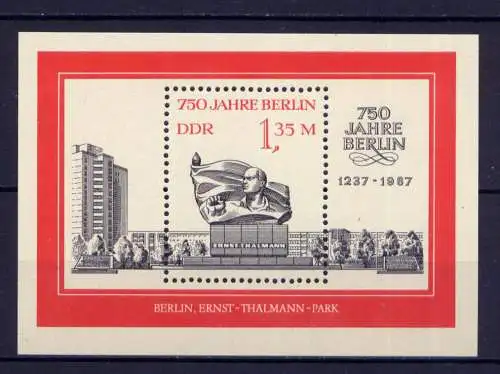 750 JAHRE BERLIN
DDR
1,35 M
ERNST THÄLMANN
750
JAHRE
BERLIN
1237-1987
BERLIN, ERNST-THÄLMANN-PARK